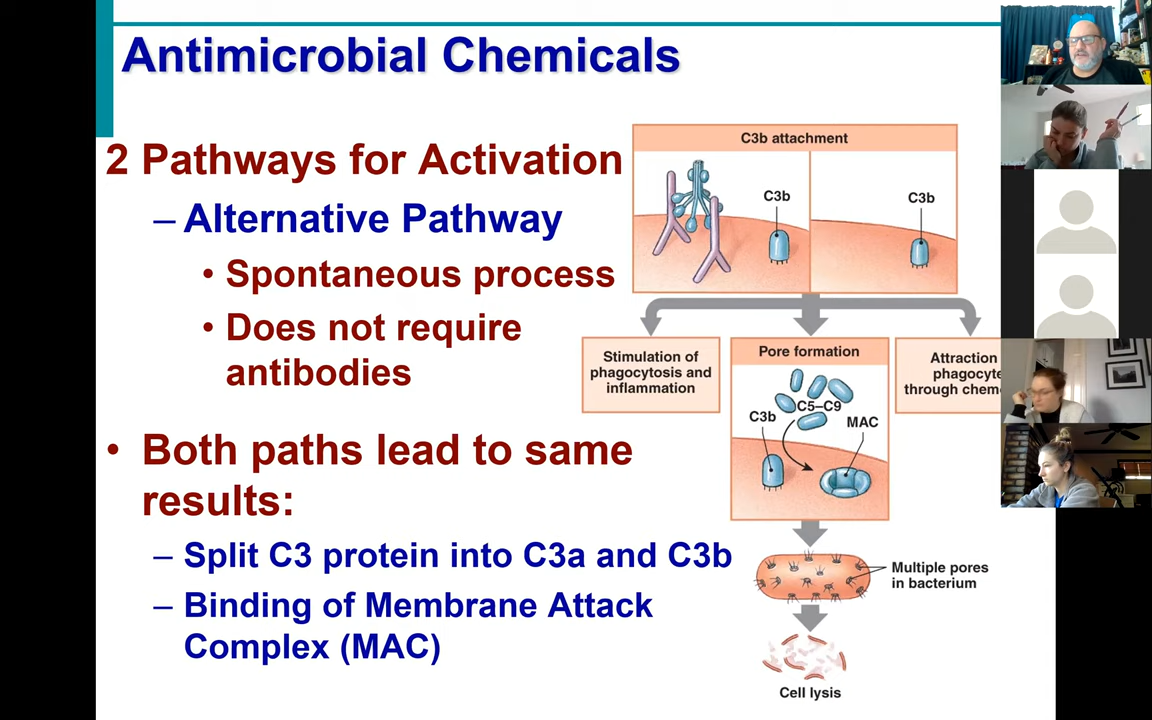 Antimicrobial Chemicals
2 Pathways for Activation
– Alternative Pathway
• Spontaneous process
• Does not require
antibodies
• Both paths lead to same
results:
– Split C3 protein into C3a and C3b
– Binding of Membrane Attack
Complex (MAC)
C3b attachment
C3b
C3b
Stimulation of
phagocytosis and
inflammation
Pore formation
C5–C9
C3b
MAC
Attraction
phagocyte
through chem
Multiple pores
in bacterium
Cell lysis